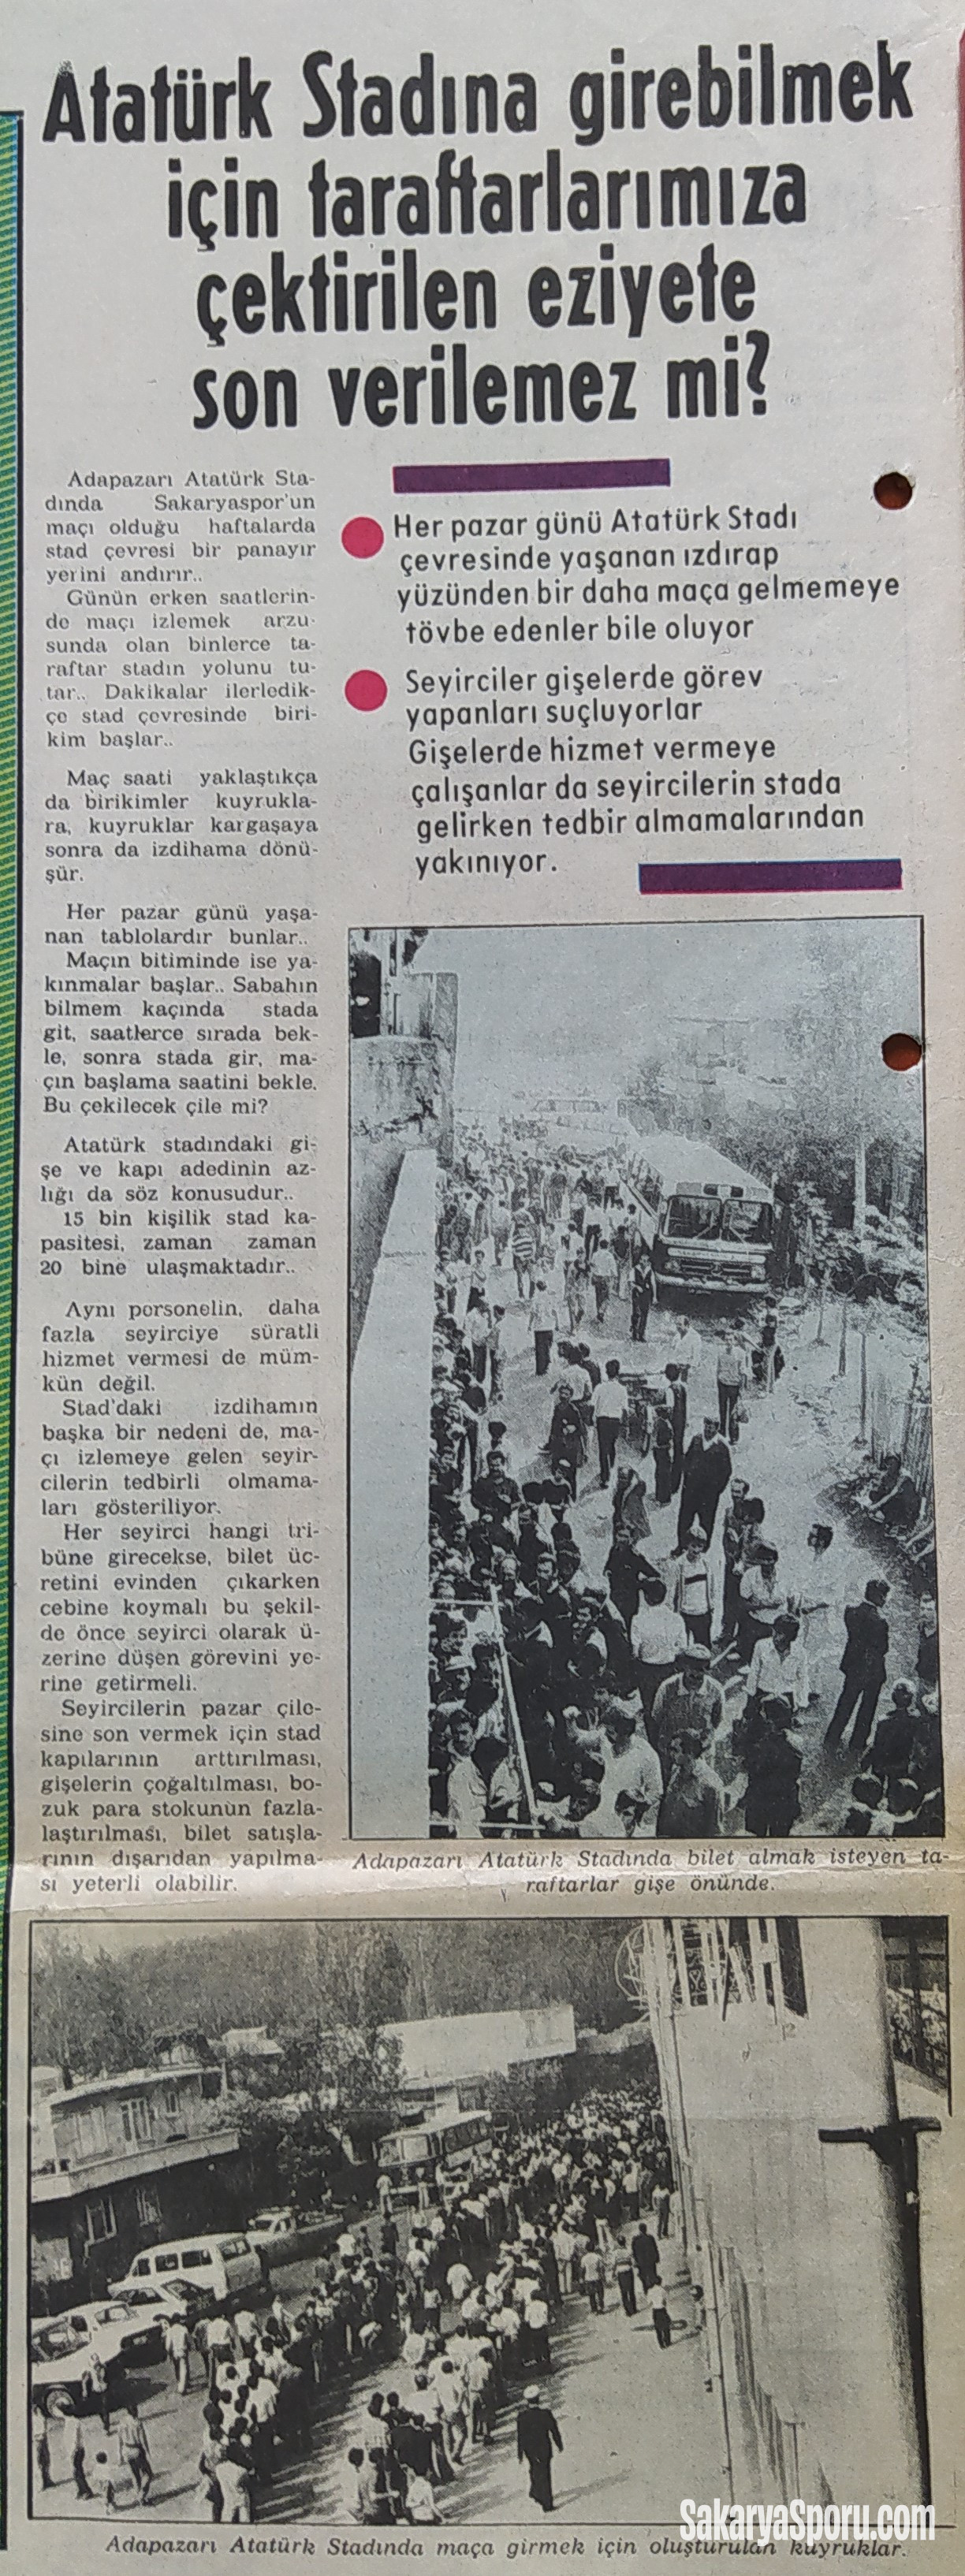 Atatürk Stadına girebilmek
için taraftarlarımıza
çektirilen eziyete
son verilemez mi?
Adapazarı Atatürk Sta-
dında Sakaryaspor'un
maçı olduğu haftalarda
stad çevresi bir panayır
yerini andırır..
Günün erken saatlerin-
de maçı izlemek arzu-
sunda olan binlerce ta-
raftar stadın yolunu tu-
tar.. Dakikalar ilerledik-
çe stad çevresinde biri-
kim başlar..
Maç saati yaklaştıkça
da birikimler kuyrukla-
ra, kuyruklar kargaşaya
sonra da izdihama dönü-
şür.
Her pazar günü yaşa-
nan tablolardır bunlar..
Maçın bitiminde ise ya-
kınmalar başlar.. Sabahın
bilmem kaçında stada
git, saatlerce sırada bek-
le, sonra stada gir, ma-
çın başlama saatini bekle.
Bu çekilecek çile mi?
Atatürk stadındaki gi-
şe ve kapı adedinin az-
lığı da söz konusudur..
15 bin kişilik stad ka-
pasitesi, zaman zaman
20 bine ulaşmaktadır..
Aynı personelin, daha
fazla seyirciye süratli
hizmet vermesi de müm-
kün değil.
Stad'daki izdihamın
başka bir nedeni de, ma-
çı izlemeye gelen seyir-
cilerin tedbirli olmama-
ları gösteriliyor.
Her seyirci hangi tri-
büne girecekse, bilet üc-
retini evinden çıkarken
cebine koymalı bu şekil-
de önce seyirci olarak ü-
zerine düşen görevini ye-
rine getirmeli.
Seyircilerin pazar çile-
sine son vermek için stad
kapılarının arttırılması,
gişelerin çoğaltılması, bo-
zuk para stokunun fazla-
laştırılması, bilet satışla-
rının dışarıdan yapılma-
sı yeterli olabilir.
Her pazar günü Atatürk Stadı
çevresinde yaşanan ızdırap
yüzünden bir daha maça gelmemeye
tövbe edenler bile oluyor
Seyirciler gişelerde görev
yapanları suçluyorlar
Gişelerde hizmet vermeye
çalışanlar da seyircilerin stada
gelirken tedbir almamalarından
yakınıyor.
Adapazarı Atatürk Stadında bilet almak isteyen ta-
raftarlar gişe önünde.
SakaryaSporu.com
Adapazarı Atatürk Stadında maça girmek için oluşturulan kuyruklar.